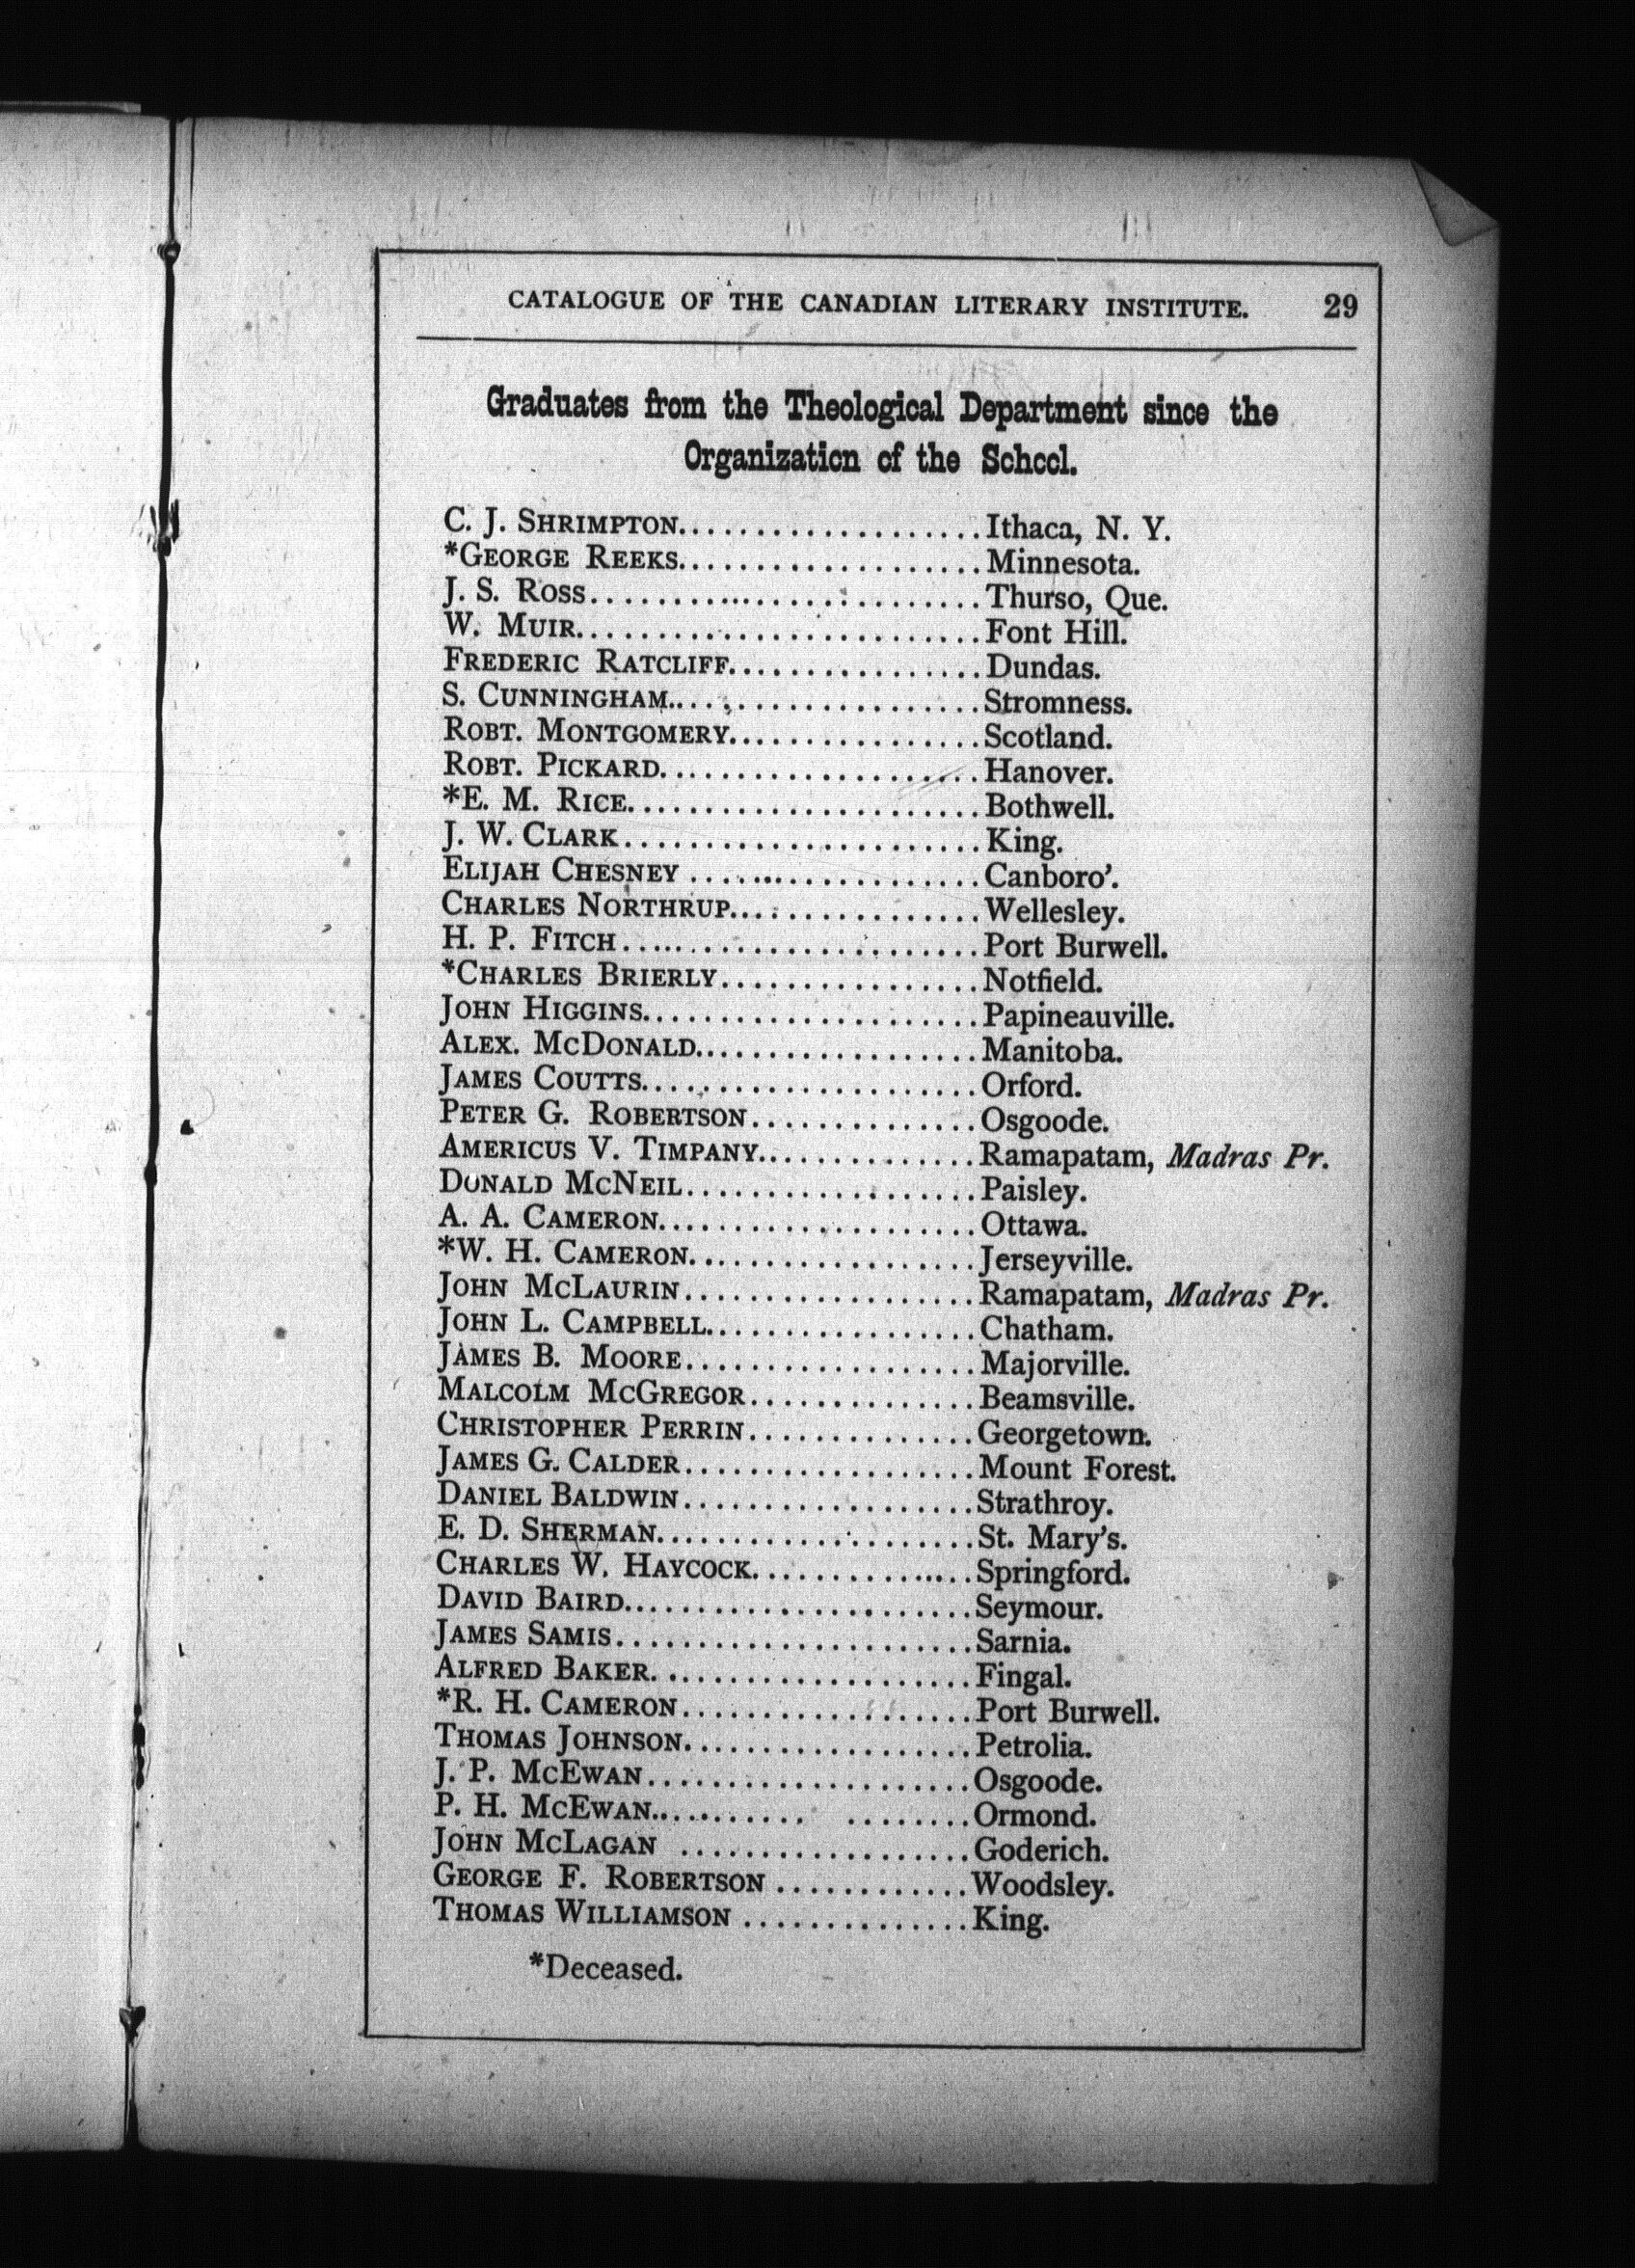 CATALOGUE OF THE CANADIAN LITERARY INSTITUTE. 29
Graduates from the Theological Department since the
Organization of the School.
C. J. SHRIMPTON....................Ithaca, N. Y.
*GEORGE REEKS....................Minnesota.
J. S. ROSS..........................Thurso, Que.
W. MUIR..........................Font Hill.
FREDERIC RATCLIFF................Dundas.
S. CUNNINGHAM....................Stromness.
ROBT. MONTGOMERY................Scotland.
ROBT. PICKARD.....................Hanover.
*E. M. RICE.......................Bothwell.
J. W. CLARK.......................King.
ELIJAH CHESNEY ....................Canboro'.
CHARLES NORTHRUP................Wellesley.
H. P. FITCH........................Port Burwell.
*CHARLES BRIERLY.................Notfield.
JOHN HIGGINS......................Papineauville.
ALEX. McDONALD..................Manitoba.
JAMES COUTTS......................Orford.
PETER G. ROBERTSON..............Osgoode.
AMERICUS V. TIMPANY..............Ramapatam, Madras Pr.
DONALD McNEIL...................Paisley.
A. A. CAMERON.....................Ottawa.
*W. H. CAMERON...................Jerseyville.
JOHN McLAURIN...................Ramapatam, Madras Pr.
JOHN L. CAMPBELL.................Chatham.
JAMES B. MOORE...................Majorville.
MALCOLM McGREGOR..............Beamsville.
CHRISTOPHER PERRIN..............Georgetown.
JAMES G. CALDER...................Mount Forest.
DANIEL BALDWIN...................Strathroy.
E. D. SHERMAN.....................St. Mary's.
CHARLES W. HAYCOCK...............Springford.
DAVID BAIRD.......................Seymour.
JAMES SAMIS.......................Sarnia.
ALFRED BAKER. ....................Fingal.
*R. H. CAMERON...................Port Burwell.
THOMAS JOHNSON...................Petrolia.
J. P. McEWAN.....................Osgoode.
P. H. McEWAN........... ........Ormond.
JOHN McLAGAN ...................Goderich.
GEORGE F. ROBERTSON ............Woodsley.
THOMAS WILLIAMSON ..............King.
*Deceased.